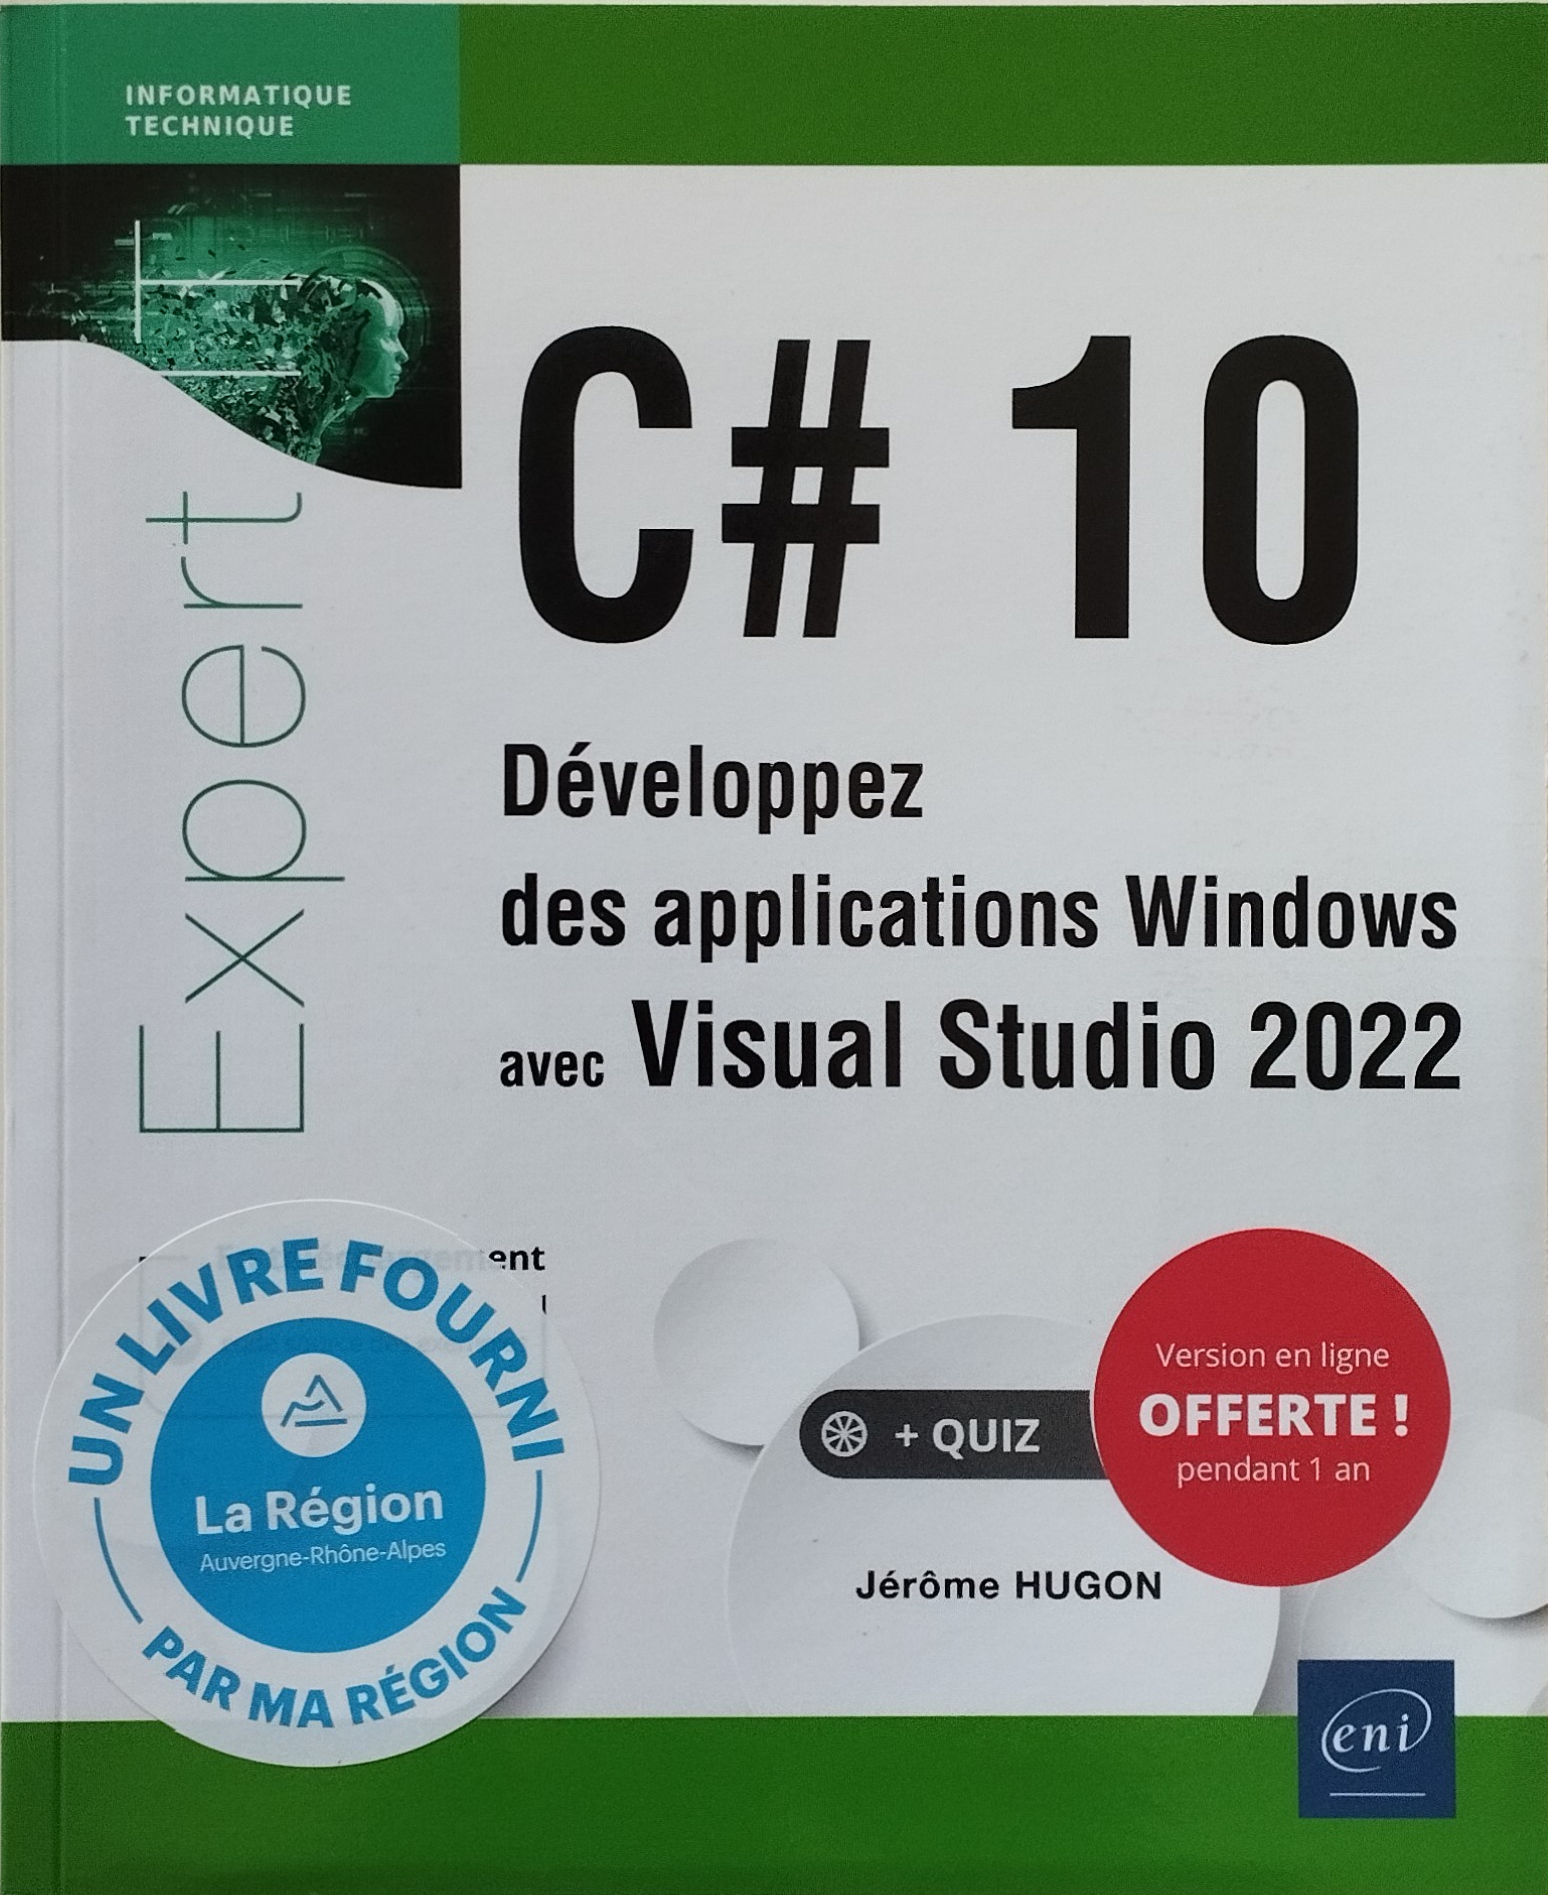 INFORMATIQUE
TECHNIQUE
Expert
C# 10
Développez
des applications Windows
avec Visual Studio 2022
UN LIVRE FOURNI
La Région
Auvergne-Rhône-Alpes
PAR MA RÉGION
+ QUIZ
Version en ligne
OFFERTE !
pendant 1 an
Jérôme HUGON
eni